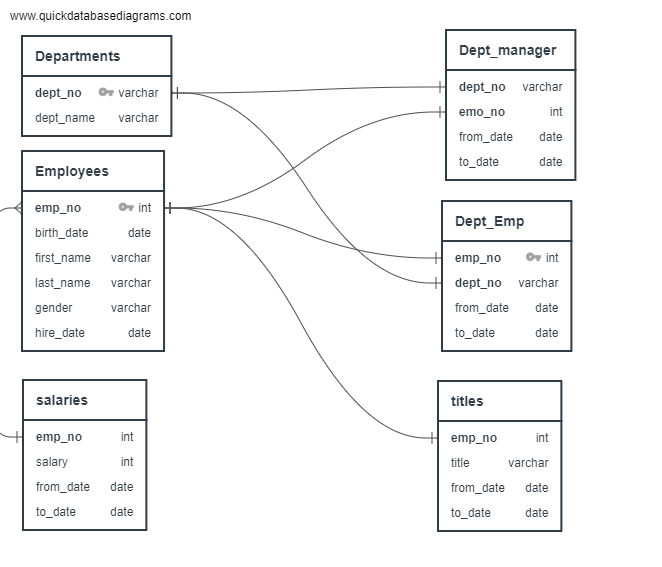 www.quickdatabasediagrams.com
Departments
dept_no varchar
dept_name varchar
Employees
emp_no int
birth_date date
first_name varchar
last_name varchar
gender varchar
hire_date date
salaries
emp_no int
salary int
from_date date
to_date date
Dept_manager
dept_no varchar
emo_no int
from_date date
to_date date
Dept_Emp
emp_no int
dept_no varchar
from_date date
to_date date
titles
emp_no int
title varchar
from_date date
to_date date